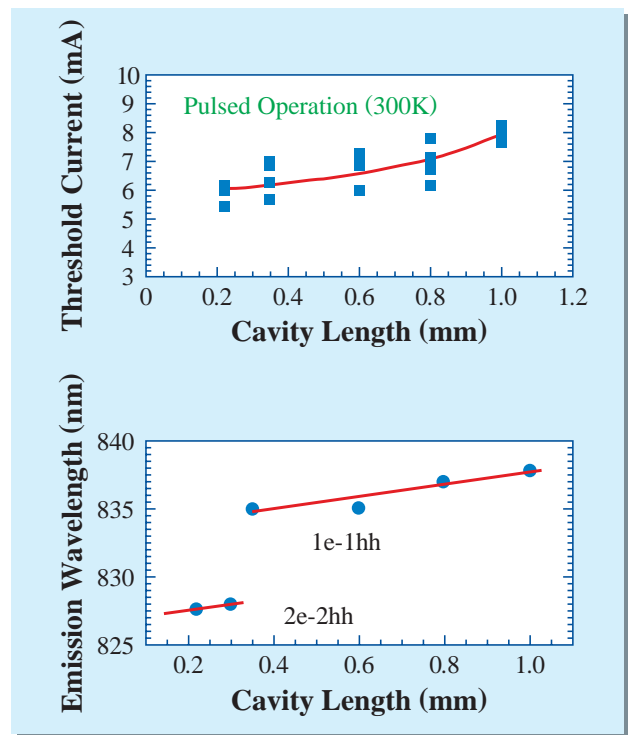 Threshold Current (mA)
10
9
8
7
6
5
4
3
Pulsed Operation (300K)
0 0.2 0.4 0.6 0.8 1.0 1.2
Cavity Length (mm)
Emission Wavelength (nm)
840
835
830
825
1e-1hh
2e-2hh
0.2 0.4 0.6 0.8 1.0
Cavity Length (mm)